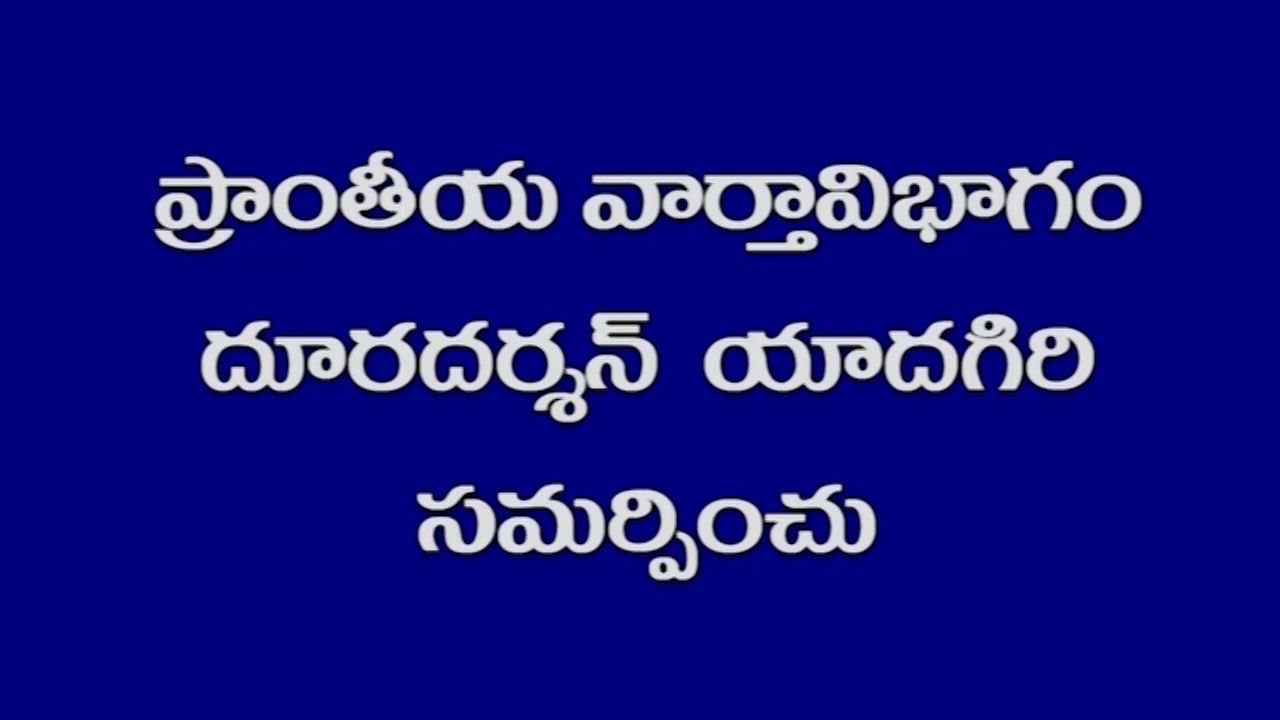 ప్రాంతీయ వార్తావిభాగం
దూరదర్శన్ యాదగిరి
సమర్పించు